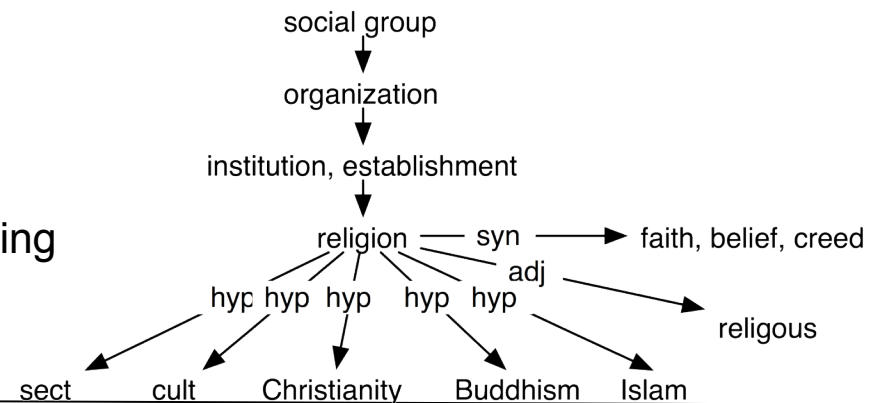 social group
organization
institution, establishment
ing religion syn faith, belief, creed
adj
hyp hyp hyp hyp hyp
religous
sect cult Christianity Buddhism Islam